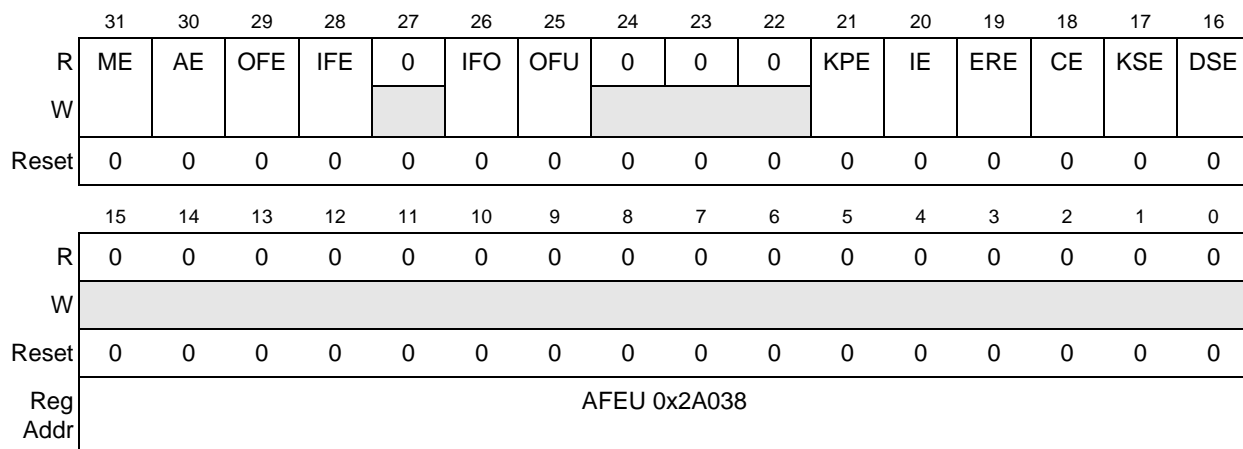 31 30 29 28 27 26 25 24 23 22 21 20 19 18 17 16
R ME AE OFE IFE 0 IFO OFU 0 0 0 KPE IE ERE CE KSE DSE
W
Reset 0 0 0 0 0 0 0 0 0 0 0 0 0 0 0 0
15 14 13 12 11 10 9 8 7 6 5 4 3 2 1 0
R 0 0 0 0 0 0 0 0 0 0 0 0 0 0 0 0
W
Reset 0 0 0 0 0 0 0 0 0 0 0 0 0 0 0 0
Reg AFEU 0x2A038
Addr